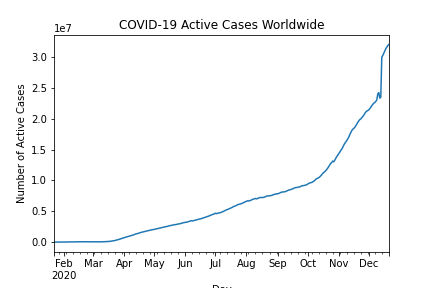 COVID-19 Active Cases Worldwide
1e7
3.0
2.5
2.0
1.5
1.0
0.5
0.0
Number of Active Cases
Feb Mar Apr May Jun Jul Aug Sep Oct Nov Dec
2020